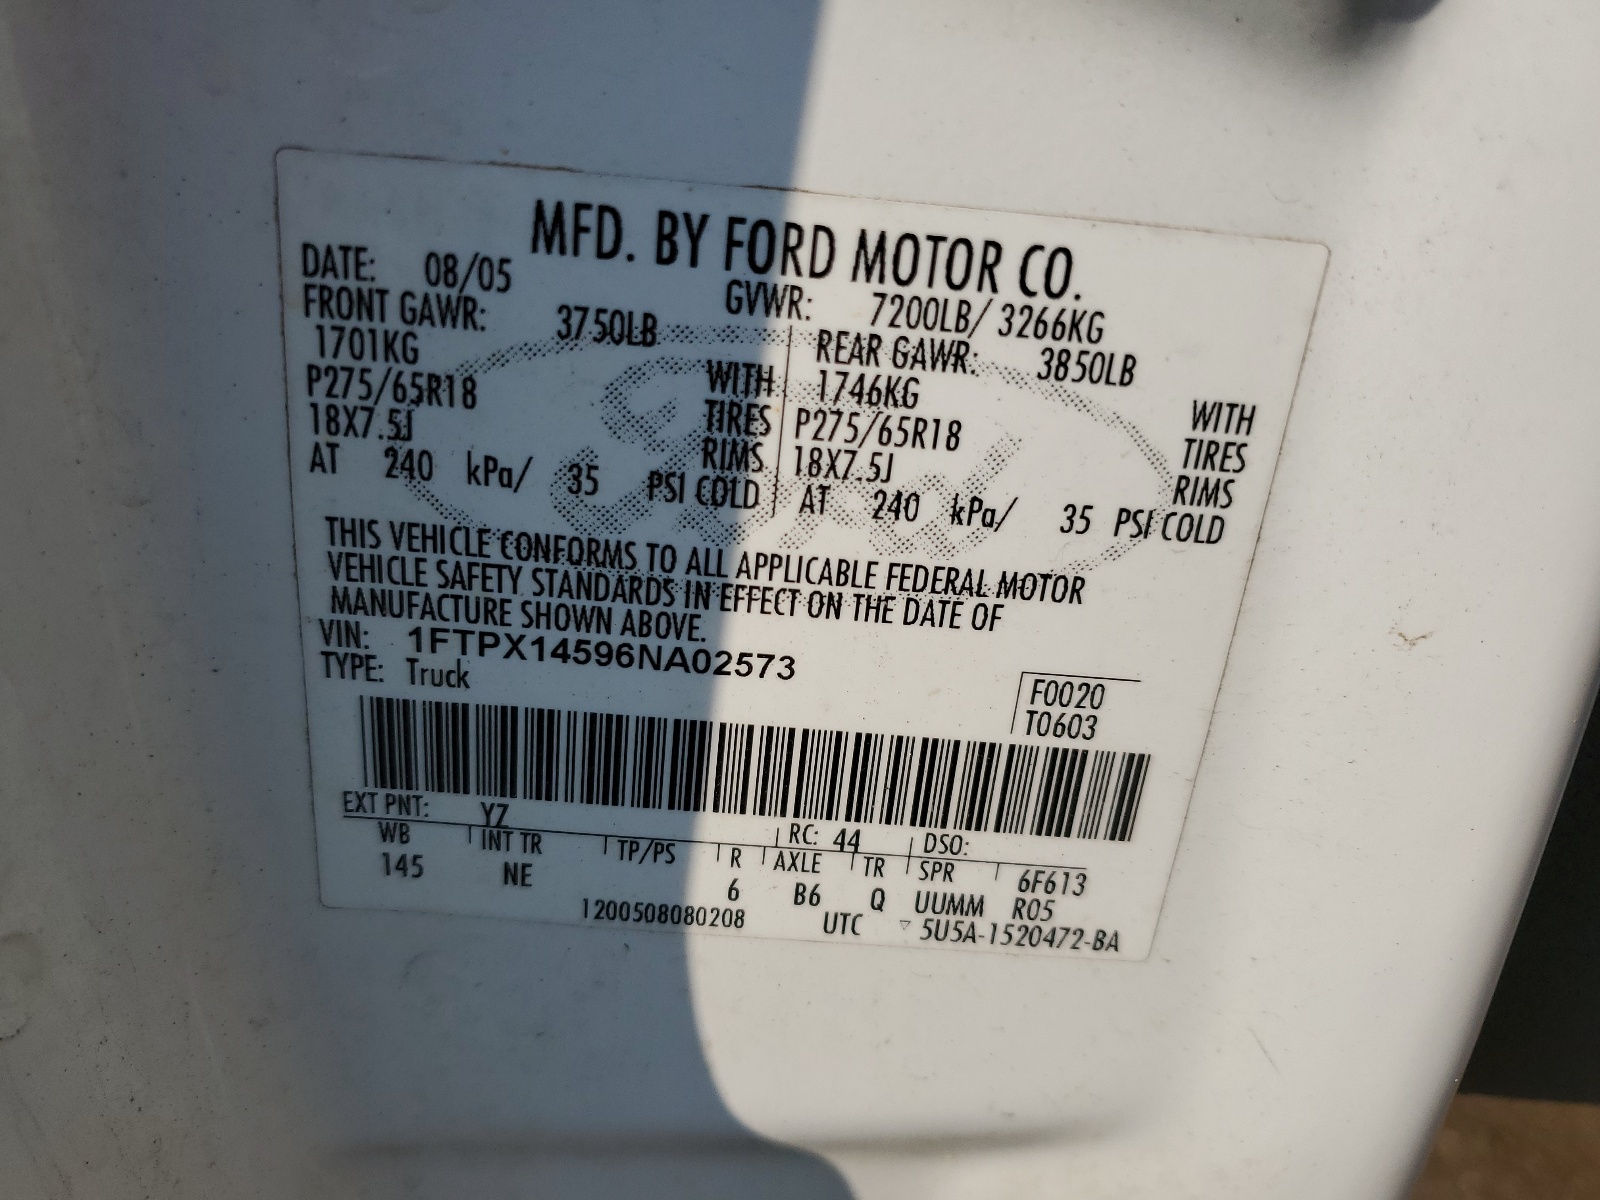 MFD. BY FORD MOTOR CO.
DATE: 08/05 GVWR: 7200LB/ 3266KG
FRONT GAWR: 3750LB REAR GAWR: 3850LB
1701KG WITH 1746KG WITH
P275/65R18 TIRES P275/65R18 TIRES
18X7.5J RIMS 18X7.5J RIMS
AT 240 kPa/ 35 PSI COLD AT 240 kPa/ 35 PSI COLD
THIS VEHICLE CONFORMS TO ALL APPLICABLE FEDERAL MOTOR
VEHICLE SAFETY STANDARDS IN EFFECT ON THE DATE OF
MANUFACTURE SHOWN ABOVE.
VIN: 1FTPX14596NA02573
TYPE: Truck
F0020
T0603
EXT PNT: YZ RC: 44 DSO:
WB INT TR TP/PS R AXLE TR SPR 6F613
145 NE 6 B6 Q UUMM R05
1200508080208 UTC ▽ 5U5A-1520472-BA
Ford